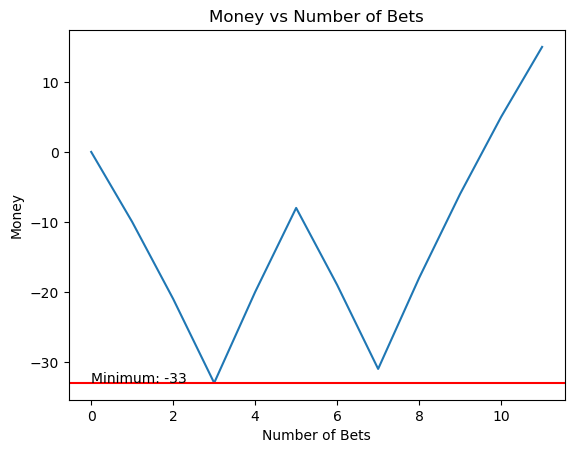 Money vs Number of Bets
Money
10
0
−10
−20
−30
Minimum: -33
0 2 4 6 8 10
Number of Bets